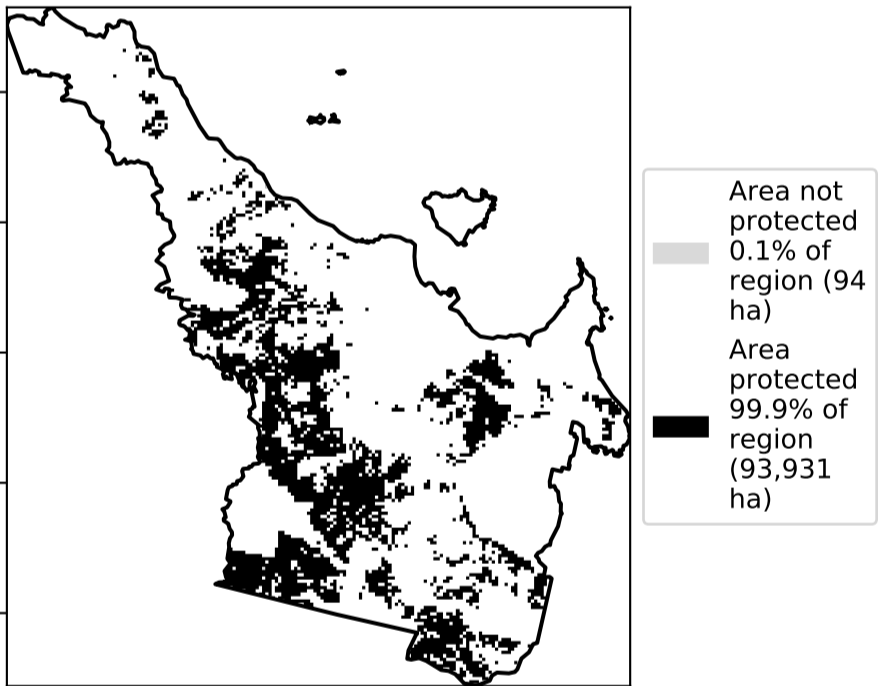 Area not
protected
0.1% of
region (94
ha)
Area
protected
99.9% of
region
(93,931
ha)